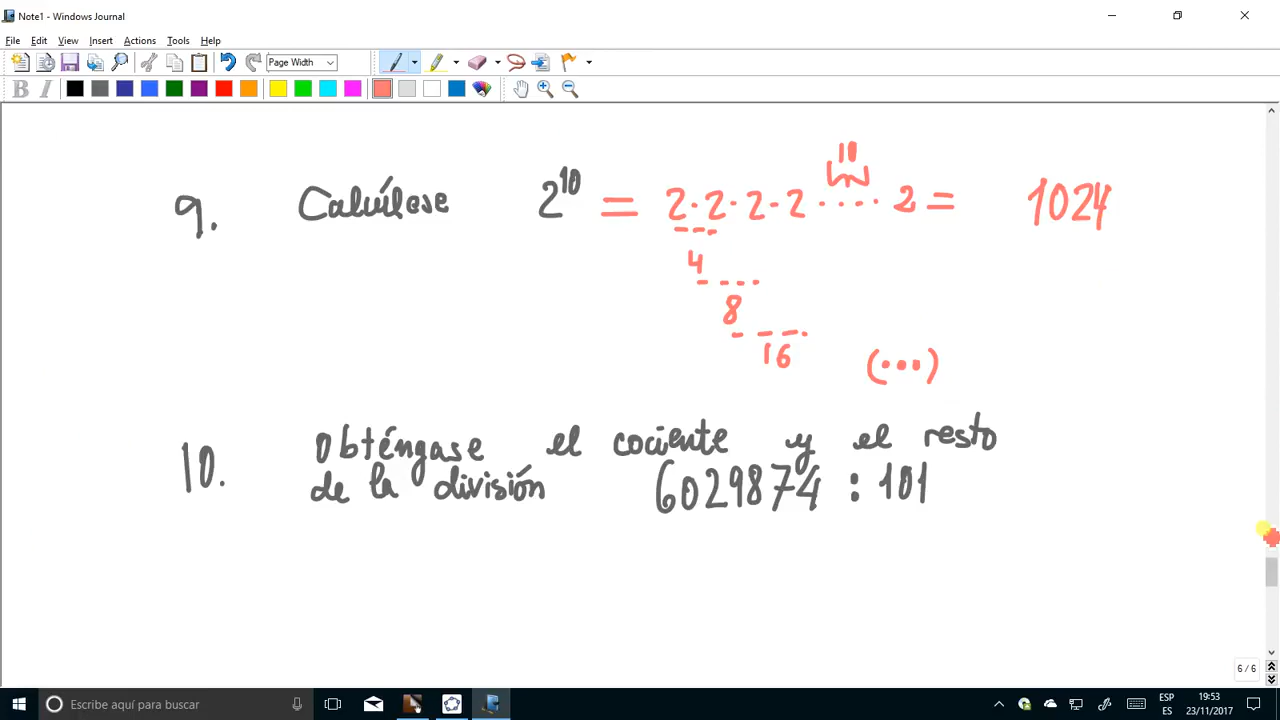 Note1 - Windows Journal
File Edit View Insert Actions Tools Help
Page Width
B I
10
9. Calcúlese 2^10 = 2·2·2·2·····2 = 1024
4
8
16 (...)
10. Obténgase el cociente y el resto
de la división 6029874 : 101
6 / 6
Escribe aquí para buscar
ESP 19:53
ES 23/11/2017